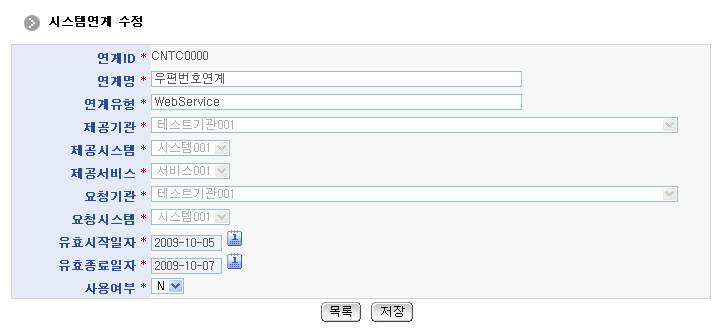 시스템연계 수정
연계ID * CNTC0000
연계명 * 우편번호연계
연계유형 * WebService
제공기관 * 테스트기관001
제공시스템 * 시스템001
제공서비스 * 서비스001
요청기관 * 테스트기관001
요청시스템 * 시스템001
유효시작일자 * 2009-10-05
유효종료일자 * 2009-10-07
사용여부 * N
목록 저장